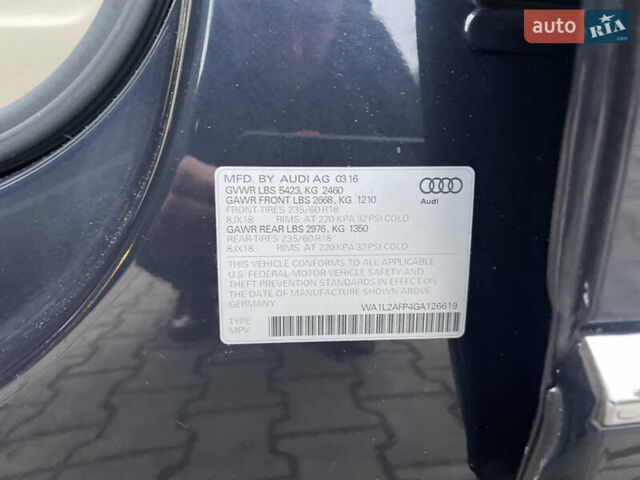 auto RIA.com
MFD. BY AUDI AG 03 16
GVWR LBS 5423, KG 2460
GAWR FRONT LBS 2668, KG 1210
FRONT-TIRES 235/60 R18
8JX18 RIMS, AT 220 KPA 32 PSI COLD
GAWR REAR LBS 2976, KG 1350
REAR-TIRES 235/60 R18
8JX18 RIMS, AT 220 KPA 32 PSI COLD
Audi
THIS VEHICLE CONFORMS TO ALL APPLICABLE
U.S. FEDERAL MOTOR VEHICLE SAFETY AND
THEFT PREVENTION STANDARDS IN EFFECT ON
THE DATE OF MANUFACTURE SHOWN ABOVE.
GERMANY WA1L2AFP4GA126619
TYPE:
MPV